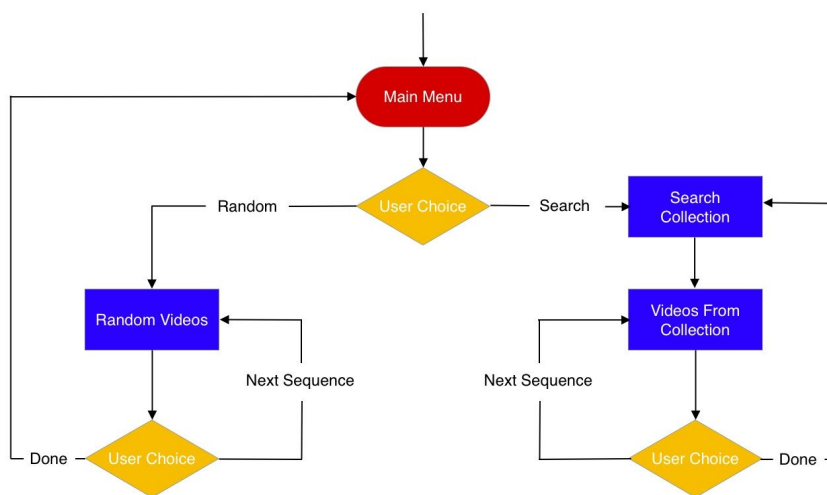 Main Menu
User Choice
Random
Search
Search
Collection
Random Videos
Videos From
Collection
Next Sequence
Next Sequence
Done
User Choice
User Choice
Done